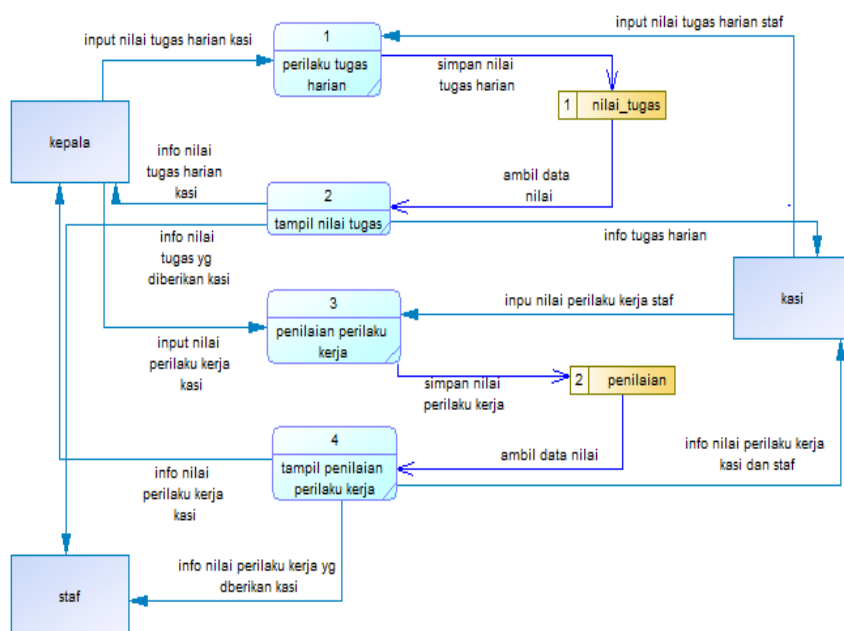 input nilai tugas harian staf
1
input nilai tugas harian kasi
perilaku tugas
harian
simpan nilai
tugas harian
1 nilai_tugas
kepala
info nilai
tugas harian
kasi
ambil data
nilai
2
tampil nilai tugas
info nilai
tugas yg
diberikan kasi
info tugas harian
3
penilaian perilaku
kerja
inpu nilai perilaku kerja staf
kasi
input nilai
perilaku kerja
kasi
simpan nilai
perilaku kerja
2 penilaian
4
tampil penilaian
perilaku kerja
ambil data nilai
info nilai perilaku kerja
kasi dan staf
info nilai
perilaku kerja
kasi
info nilai perilaku kerja yg
dberikan kasi
staf